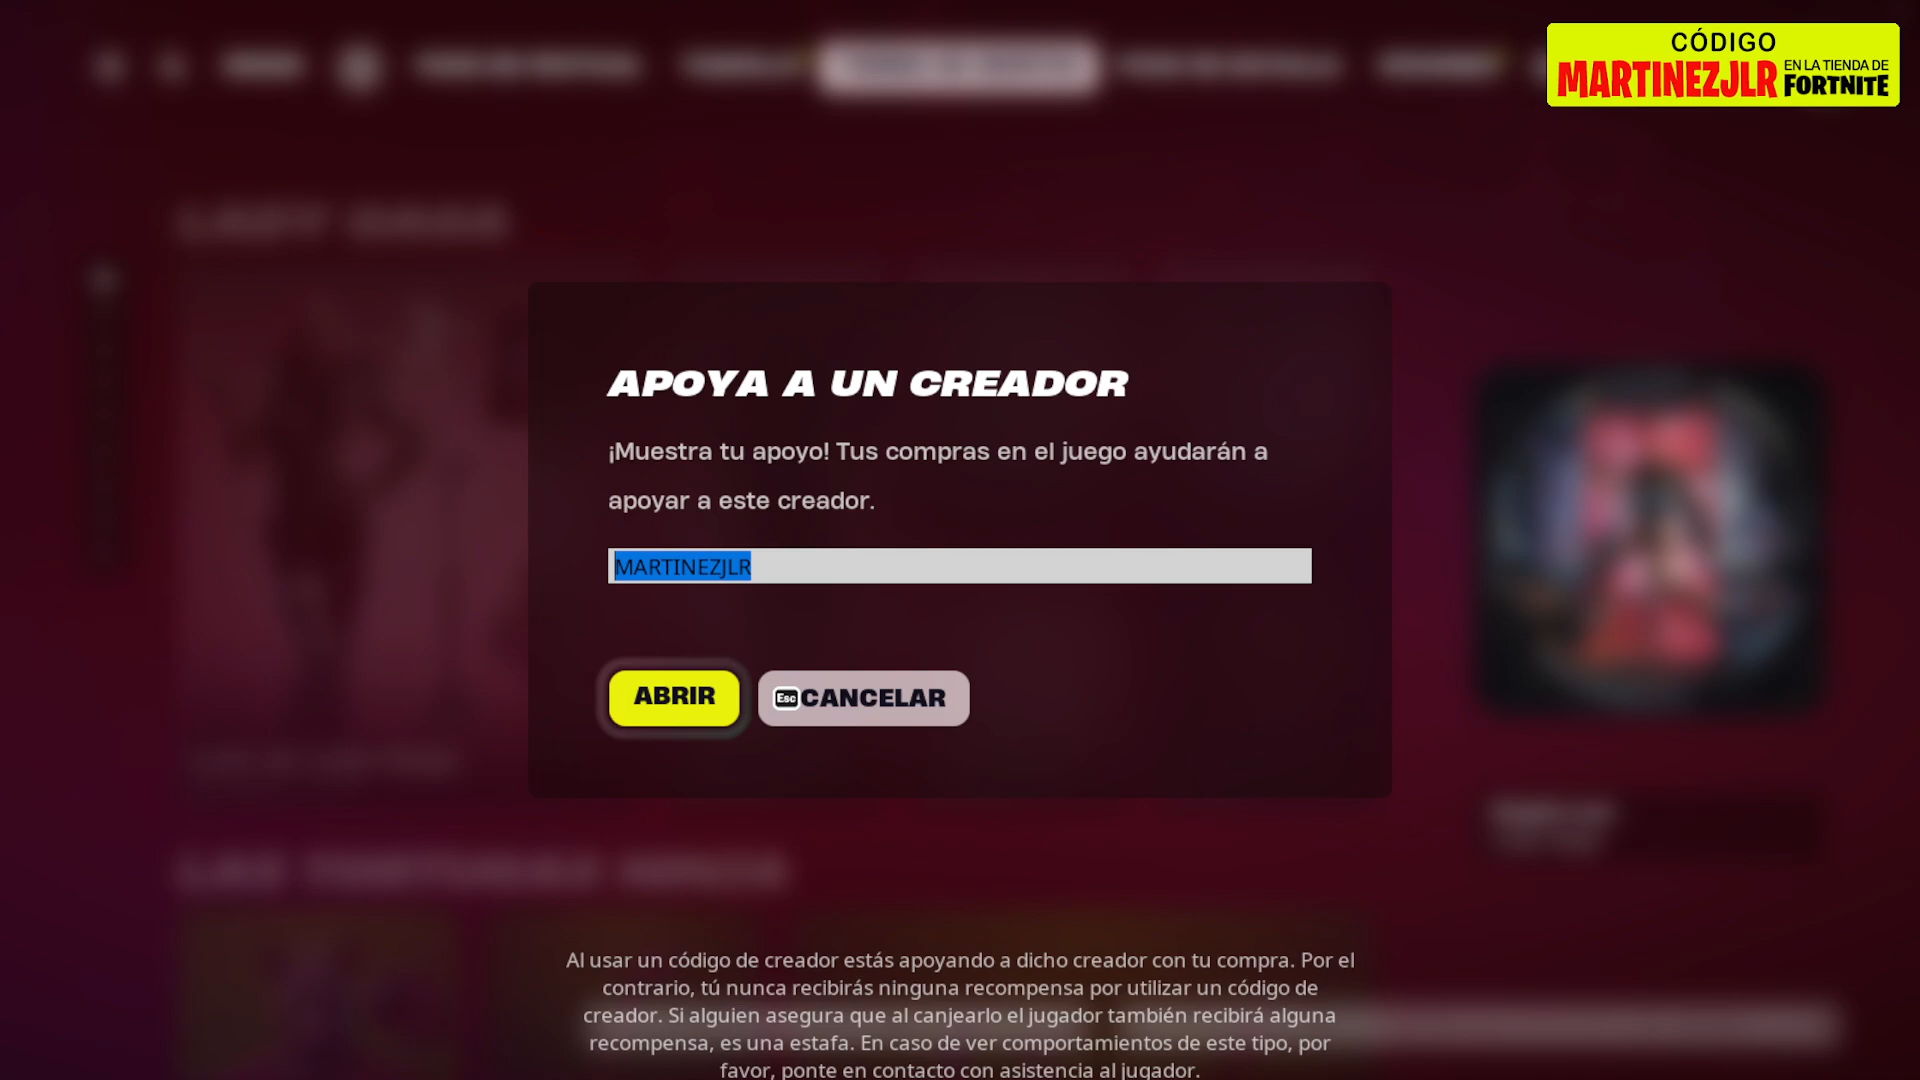 CÓDIGO
MARTINEZJLR EN LA TIENDA DE FORTNITE
APOYA A UN CREADOR
¡Muestra tu apoyo! Tus compras en el juego ayudarán a
apoyar a este creador.
MARTINEZJLR
ABRIR
Esc CANCELAR
Al usar un código de creador estás apoyando a dicho creador con tu compra. Por el
contrario, tú nunca recibirás ninguna recompensa por utilizar un código de
creador. Si alguien asegura que al canjearlo el jugador también recibirá alguna
recompensa, es una estafa. En caso de ver comportamientos de este tipo, por
favor, ponte en contacto con asistencia al jugador.